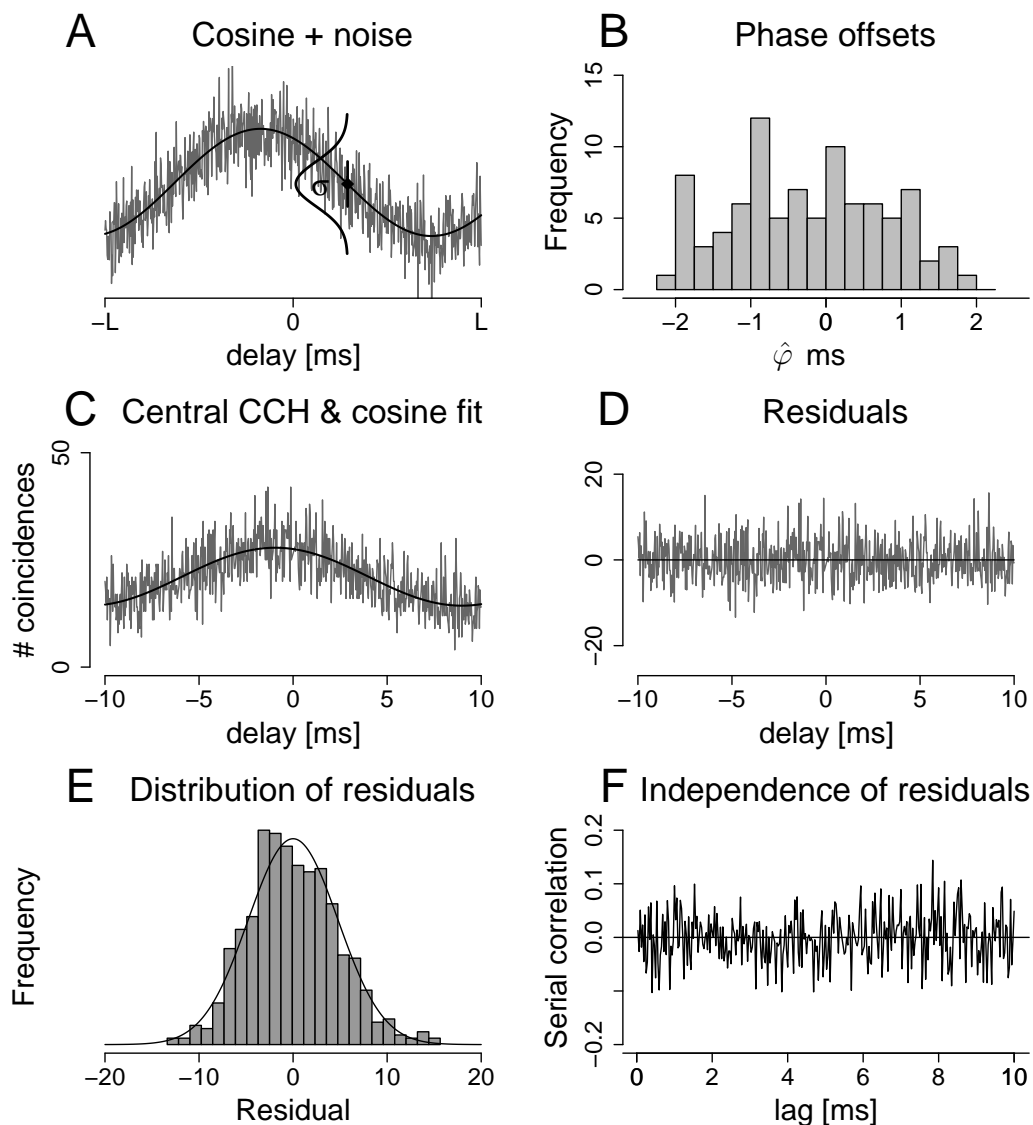 A Cosine + noise
σ
−L 0 L
delay [ms]
B Phase offsets
Frequency
15
10
5
0
−2 −1 0 1 2
φ̂ ms
C Central CCH & cosine fit
# coincidences
50
0
−10 −5 0 5 10
delay [ms]
D Residuals
20
0
−20
−10 −5 0 5 10
delay [ms]
E Distribution of residuals
Frequency
−20 −10 0 10 20
Residual
F Independence of residuals
Serial correlation
0.2
0.1
0.0
−0.2
0 2 4 6 8 10
lag [ms]